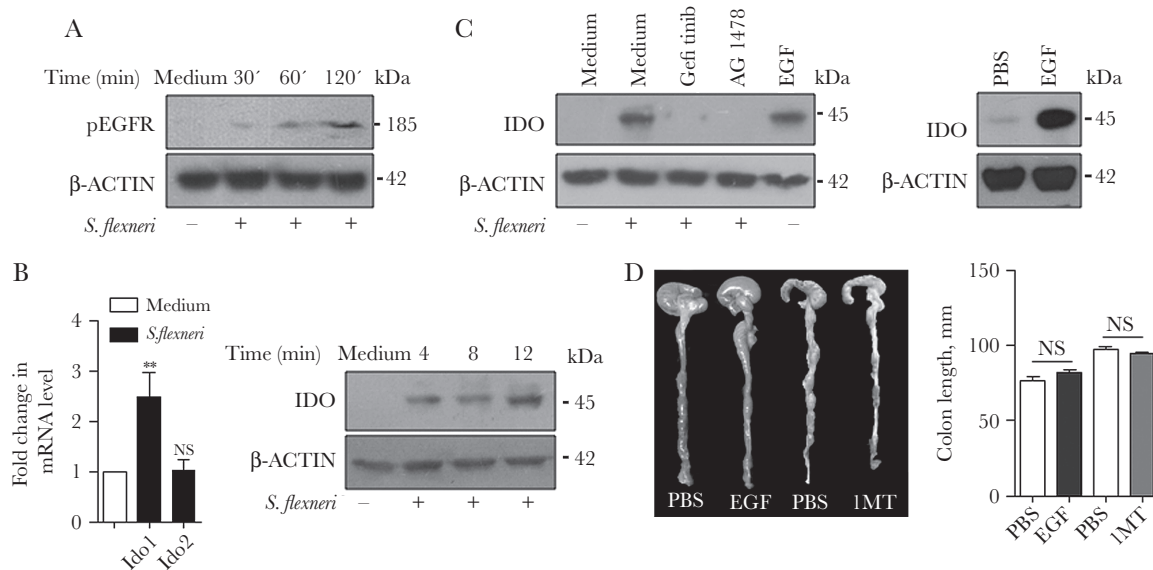 A
Time (min) Medium 30´ 60´ 120´ kDa
pEGFR - 185
β-ACTIN - 42
S. flexneri – + + +
B
Medium
S.flexneri
Fold change in
mRNA level
4
3
2
1
0
**
NS
Ido1
Ido2
Time (min) Medium 4 8 12 kDa
IDO - 45
β-ACTIN - 42
S. flexneri – + + +
C
Medium
Medium
Gefi tinib
AG 1478
EGF
kDa
IDO - 45
β-ACTIN - 42
S. flexneri – + + + –
PBS
EGF
kDa
IDO - 45
β-ACTIN - 42
D
PBS EGF PBS 1MT
Colon length, mm
150
100
50
0
NS
NS
PBS
EGF
PBS
1MT